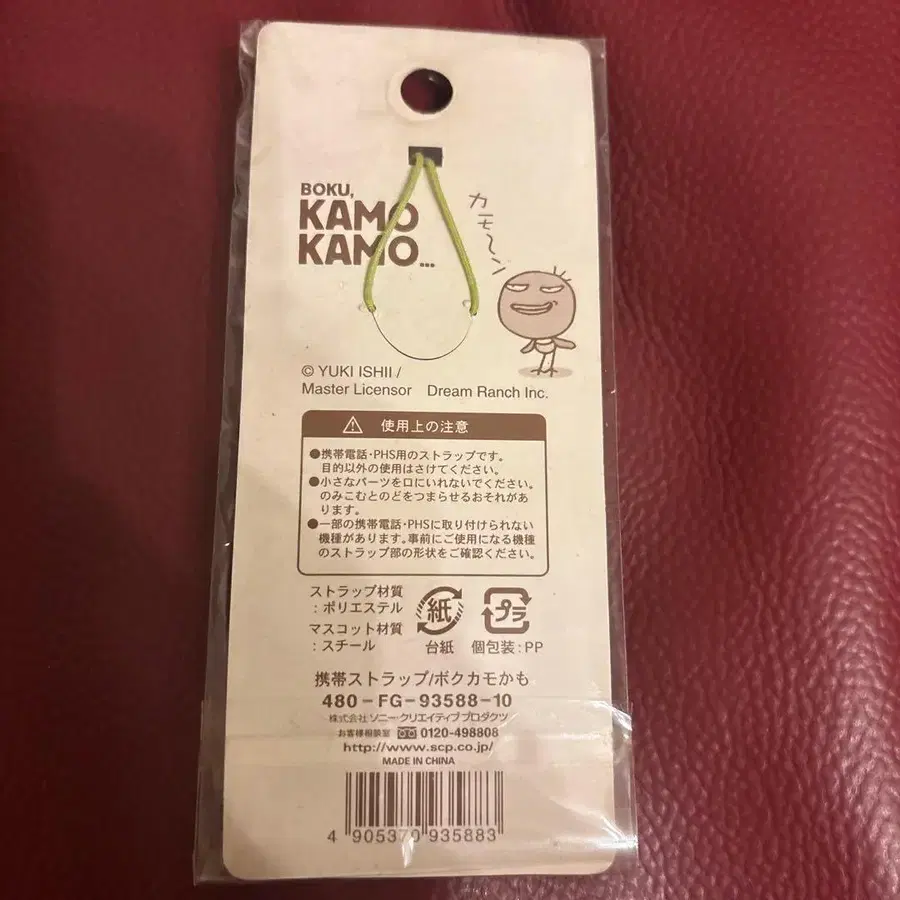 BOKU,
KAMO
KAMO...
カモ〜ン
© YUKI ISHII /
Master Licensor Dream Ranch Inc.
使用上の注意
●携帯電話・PHS用のストラップです。
目的以外の使用はさけてください。
●小さなパーツを口にいれないでください。
のみこむとのどをつまらせるおそれがあ
ります。
●一部の携帯電話・PHSに取り付けられない
機種があります。事前にご使用になる機種
のストラップ部の形状をご確認ください。
ストラップ材質
：ポリエステル
マスコット材質
：スチール
紙
台紙
プラ
個包装：PP
携帯ストラップ/ボクカモかも
480-FG-93588-10
株式会社 ソニー・クリエイティブプロダクツ
お客様相談室 0120-498808
http://www.scp.co.jp/
MADE IN CHINA
4 905370 935883